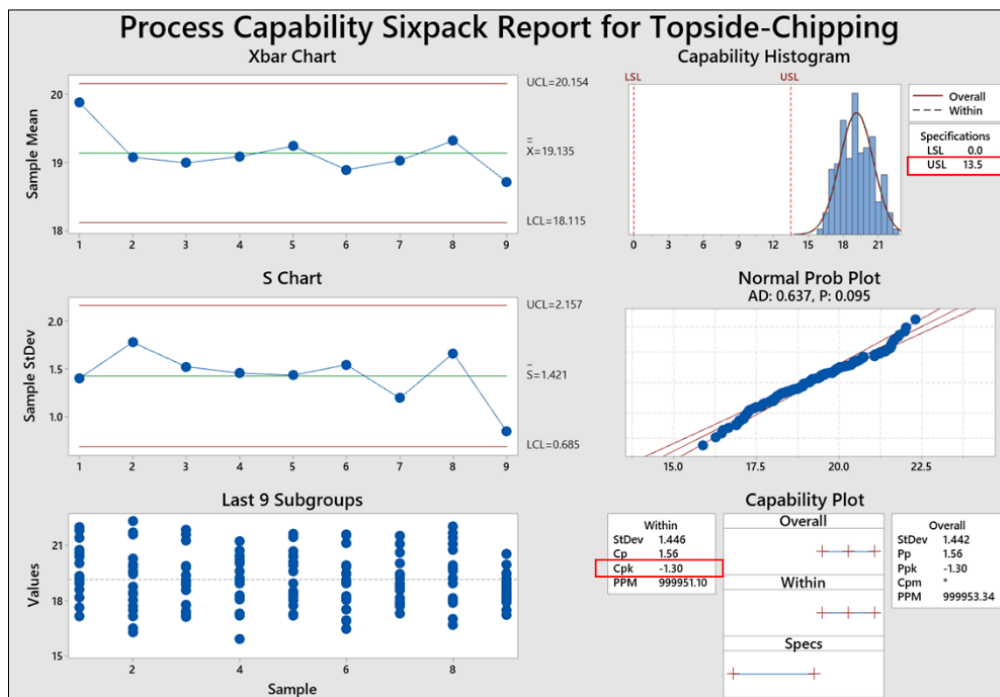 Process Capability Sixpack Report for Topside-Chipping
Xbar Chart
Sample Mean
20
19
18
1 2 3 4 5 6 7 8 9
UCL=20.154
X̿=19.135
LCL=18.115
Capability Histogram
LSL USL
0 3 6 9 12 15 18 21
Overall
Within
Specifications
LSL 0.0
USL 13.5
S Chart
Sample StDev
2.0
1.5
1.0
1 2 3 4 5 6 7 8 9
UCL=2.157
S̄=1.421
LCL=0.685
Normal Prob Plot
AD: 0.637, P: 0.095
15.0 17.5 20.0 22.5
Last 9 Subgroups
Values
21
18
15
2 4 6 8
Sample
Capability Plot
Within
StDev 1.446
Cp 1.56
Cpk -1.30
PPM 999951.10
Overall
Within
Specs
Overall
StDev 1.442
Pp 1.56
Ppk -1.30
Cpm *
PPM 999953.34